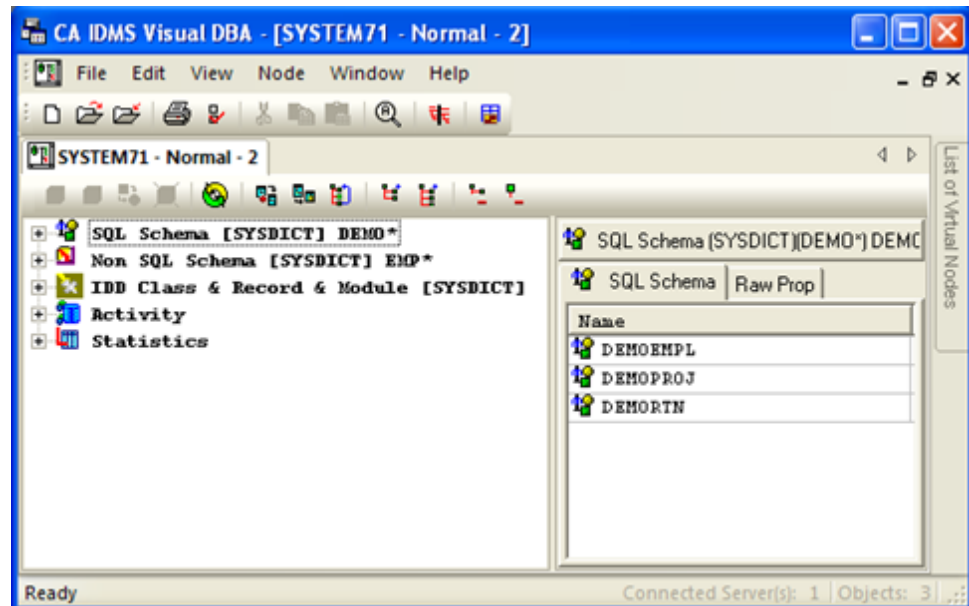 CA IDMS Visual DBA - [SYSTEM71 - Normal - 2]
File Edit View Node Window Help
SYSTEM71 - Normal - 2
List of Virtual Nodes
SQL Schema [SYSDICT] DEMO*
Non SQL Schema [SYSDICT] EMP*
IDD Class & Record & Module [SYSDICT]
Activity
Statistics
SQL Schema (SYSDICT)(DEMO*) DEMO
SQL Schema Raw Prop
Name
DEMOEMPL
DEMOPROJ
DEMORTN
Ready
Connected Server(s): 1 Objects: 3